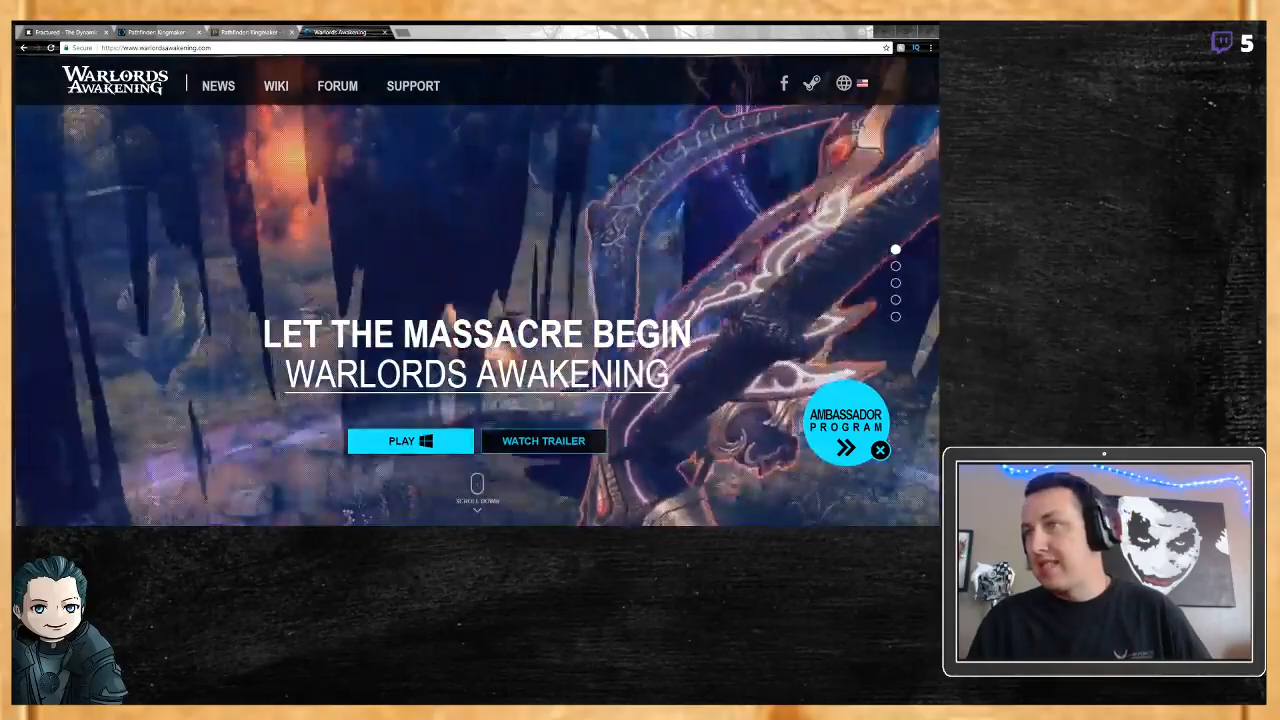 Fractured - The Dynamic
Pathfinder: Kingmaker
Pathfinder: Kingmaker
Warlords Awakening
Secure
https://www.warlordsawakening.com
5
WARLORDS
AWAKENING
NEWS
WIKI
FORUM
SUPPORT
LET THE MASSACRE BEGIN
WARLORDS AWAKENING
PLAY
WATCH TRAILER
AMBASSADOR
PROGRAM
SCROLL DOWN